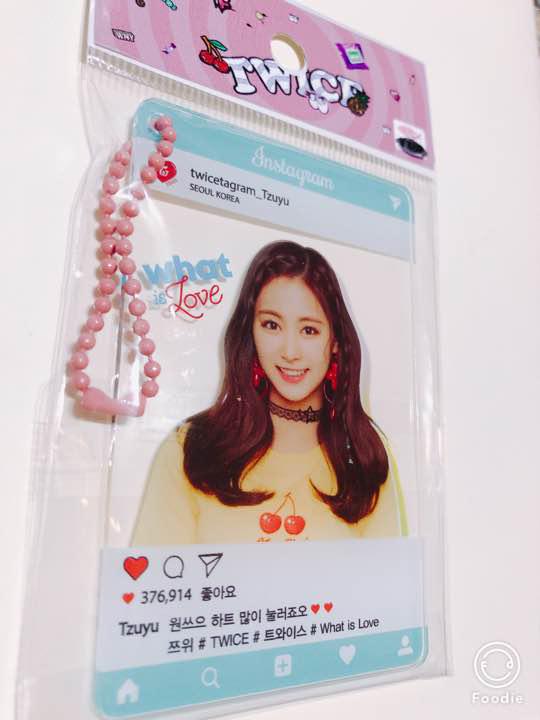 TWICE
Instagram
twicetagram_Tzuyu
SEOUL KOREA
what
is Love
376,914 좋아요
Tzuyu 원쓰으 하트 많이 눌러죠오
쯔위 # TWICE # 트와이스 # What is Love
Foodie